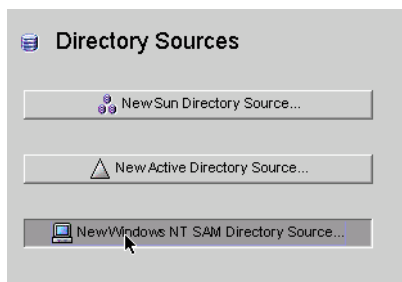 Directory Sources
New Sun Directory Source...
New Active Directory Source...
New Windows NT SAM Directory Source...